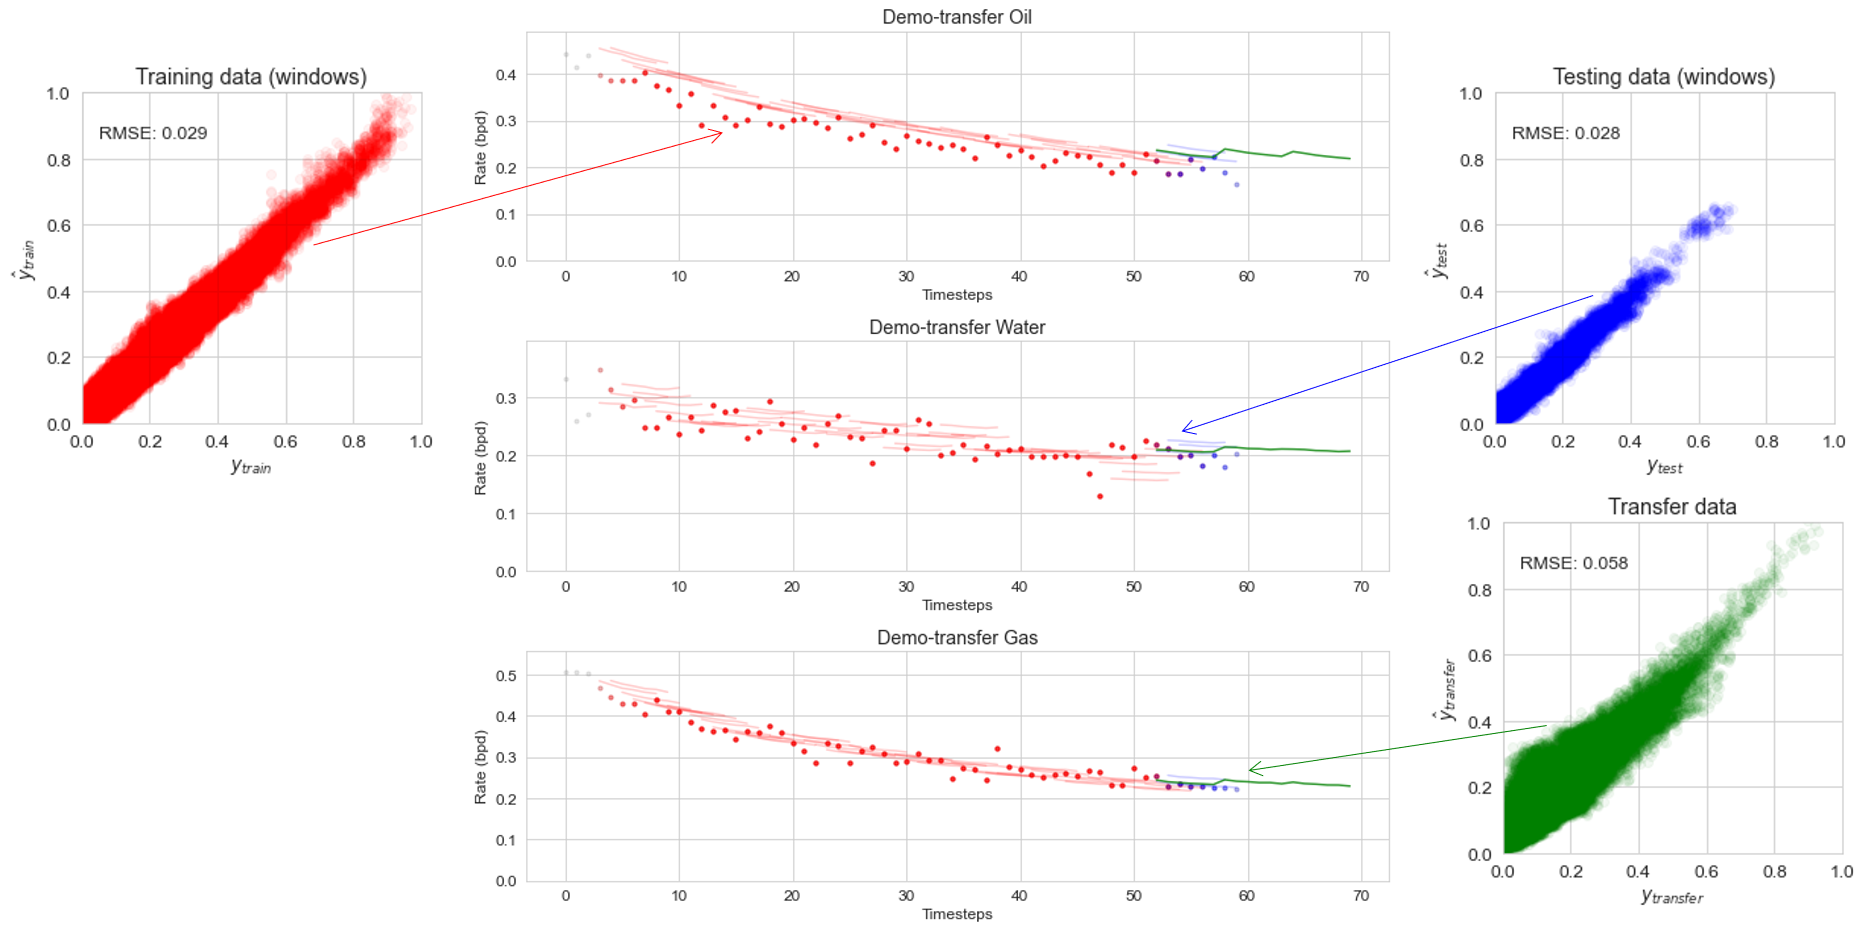 Training data (windows)
RMSE: 0.029
1.0
0.8
0.6
0.4
0.2
0.0
0.0 0.2 0.4 0.6 0.8 1.0
ŷ train
y train
Demo-transfer Oil
Rate (bpd)
0.4
0.3
0.2
0.1
0.0
0 10 20 30 40 50 60 70
Timesteps
Demo-transfer Water
Rate (bpd)
0.3
0.2
0.1
0.0
0 10 20 30 40 50 60 70
Timesteps
Demo-transfer Gas
Rate (bpd)
0.5
0.4
0.3
0.2
0.1
0.0
0 10 20 30 40 50 60 70
Timesteps
Testing data (windows)
RMSE: 0.028
1.0
0.8
0.6
0.4
0.2
0.0
0.0 0.2 0.4 0.6 0.8 1.0
ŷ test
y test
Transfer data
RMSE: 0.058
1.0
0.8
0.6
0.4
0.2
0.0
0.0 0.2 0.4 0.6 0.8 1.0
ŷ transfer
y transfer